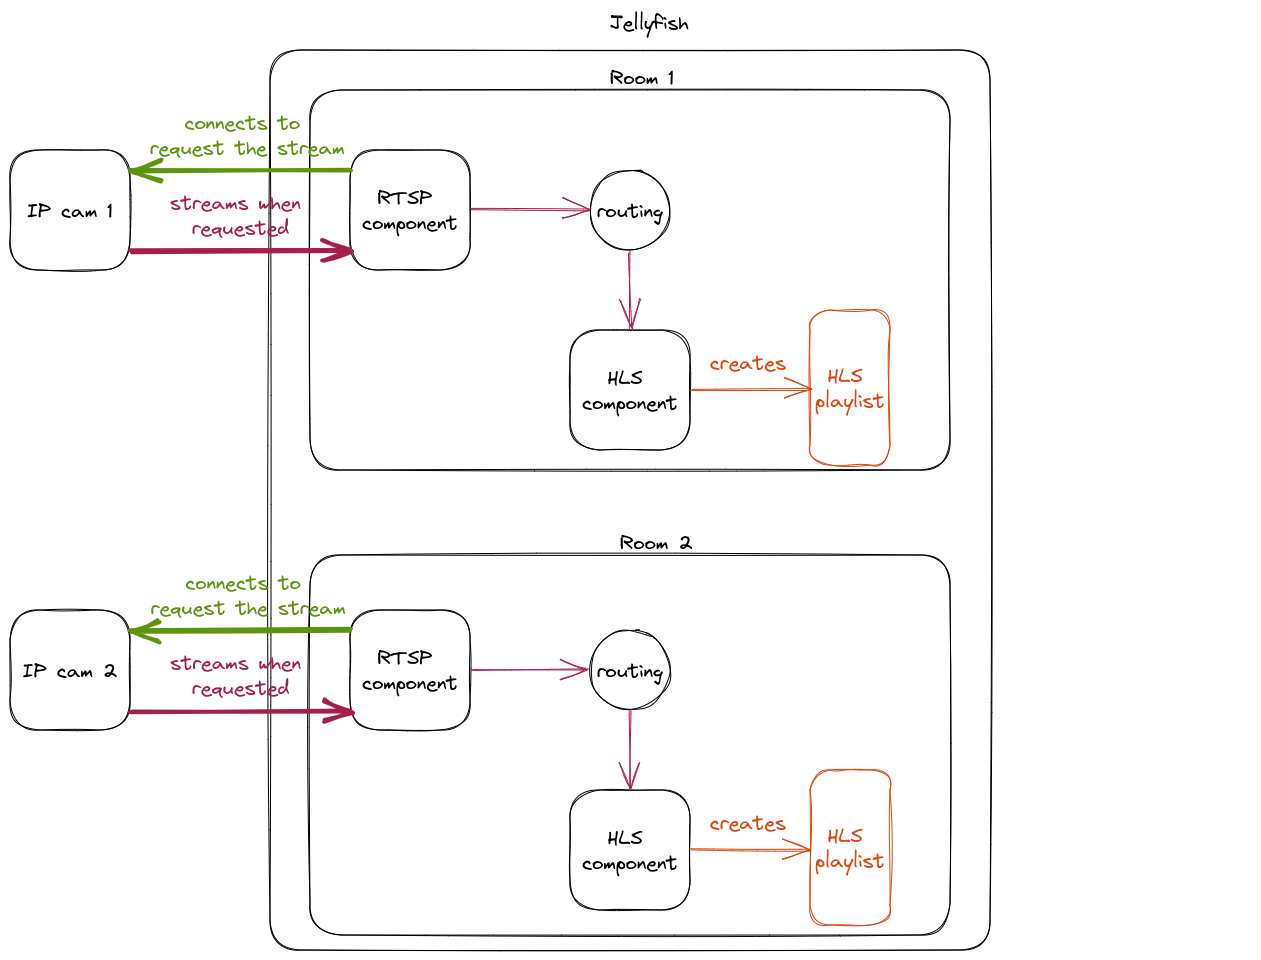 Jellyfish
Room 1
connects to
request the stream
IP cam 1
streams when
requested
RTSP
component
routing
HLS
component
creates
HLS
playlist
Room 2
connects to
request the stream
IP cam 2
streams when
requested
RTSP
component
routing
HLS
component
creates
HLS
playlist